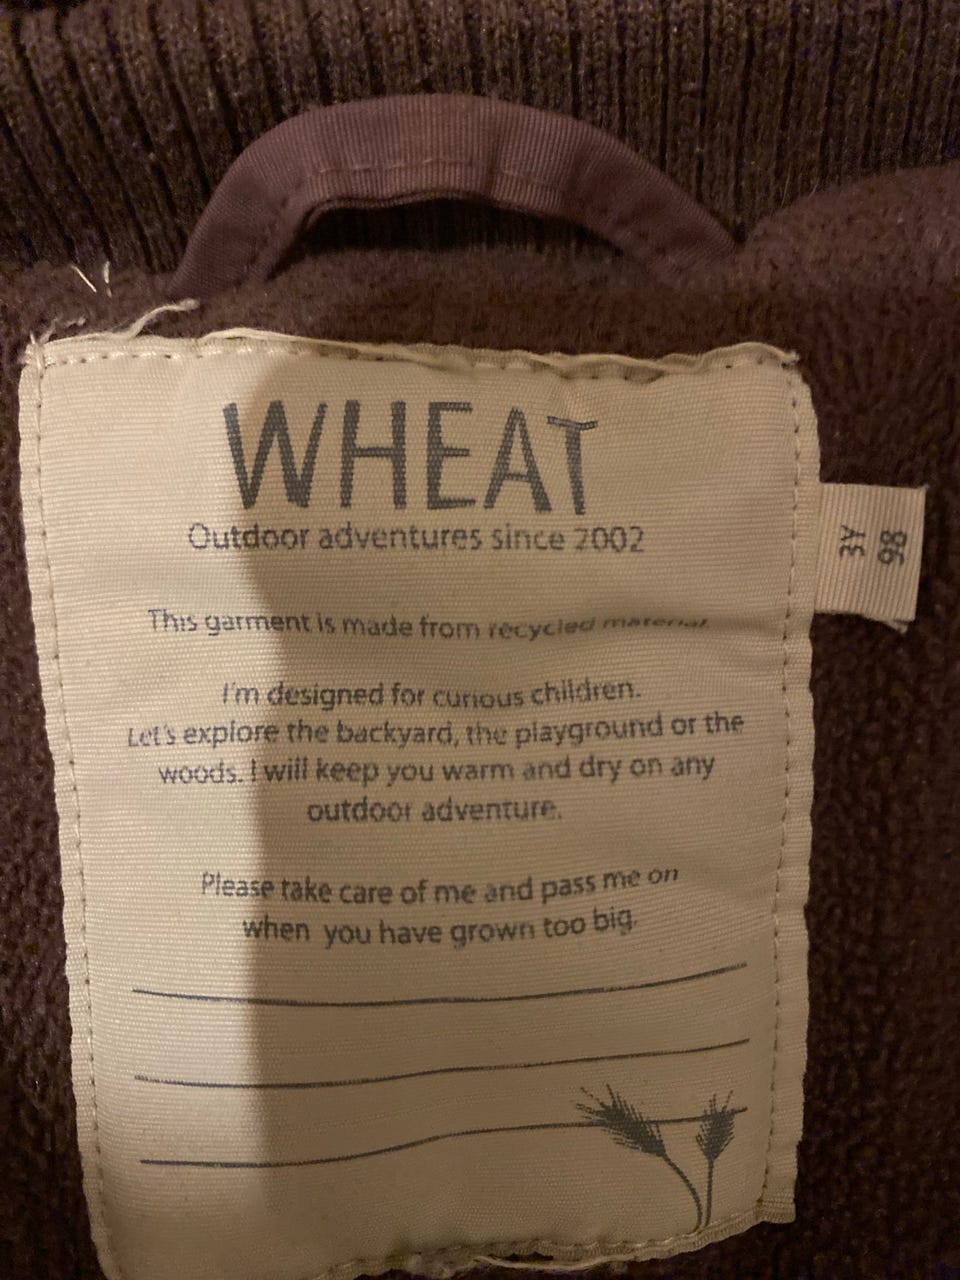 WHEAT
Outdoor adventures since 2002
This garment is made from recycled material.
I'm designed for curious children.
Let's explore the backyard, the playground or the
woods. I will keep you warm and dry on any
outdoor adventure.
Please take care of me and pass me on
when you have grown too big.
3Y
98